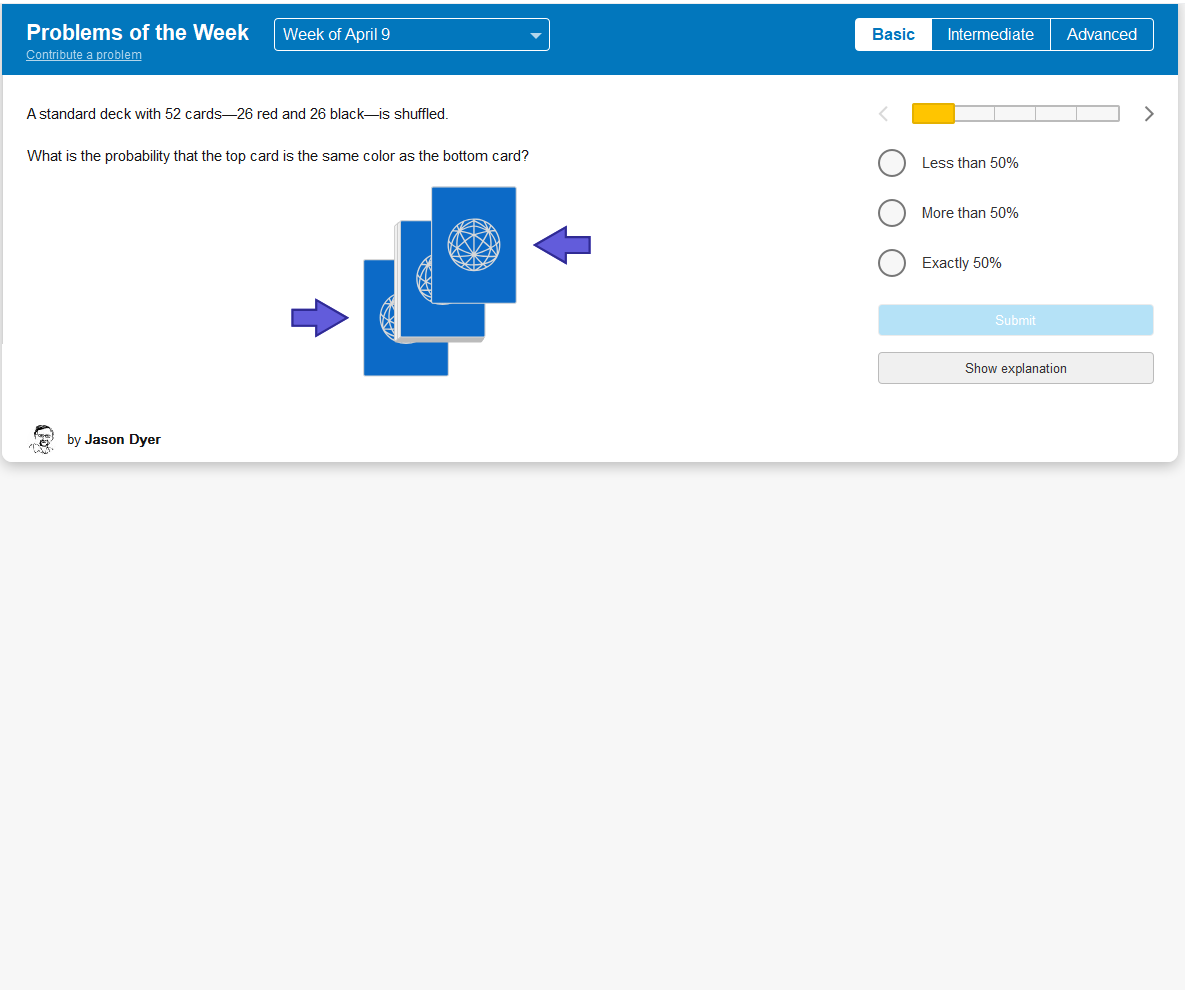 Problems of the Week
Contribute a problem
Week of April 9
Basic
Intermediate
Advanced
A standard deck with 52 cards—26 red and 26 black—is shuffled.
What is the probability that the top card is the same color as the bottom card?
Less than 50%
More than 50%
Exactly 50%
Submit
Show explanation
by Jason Dyer